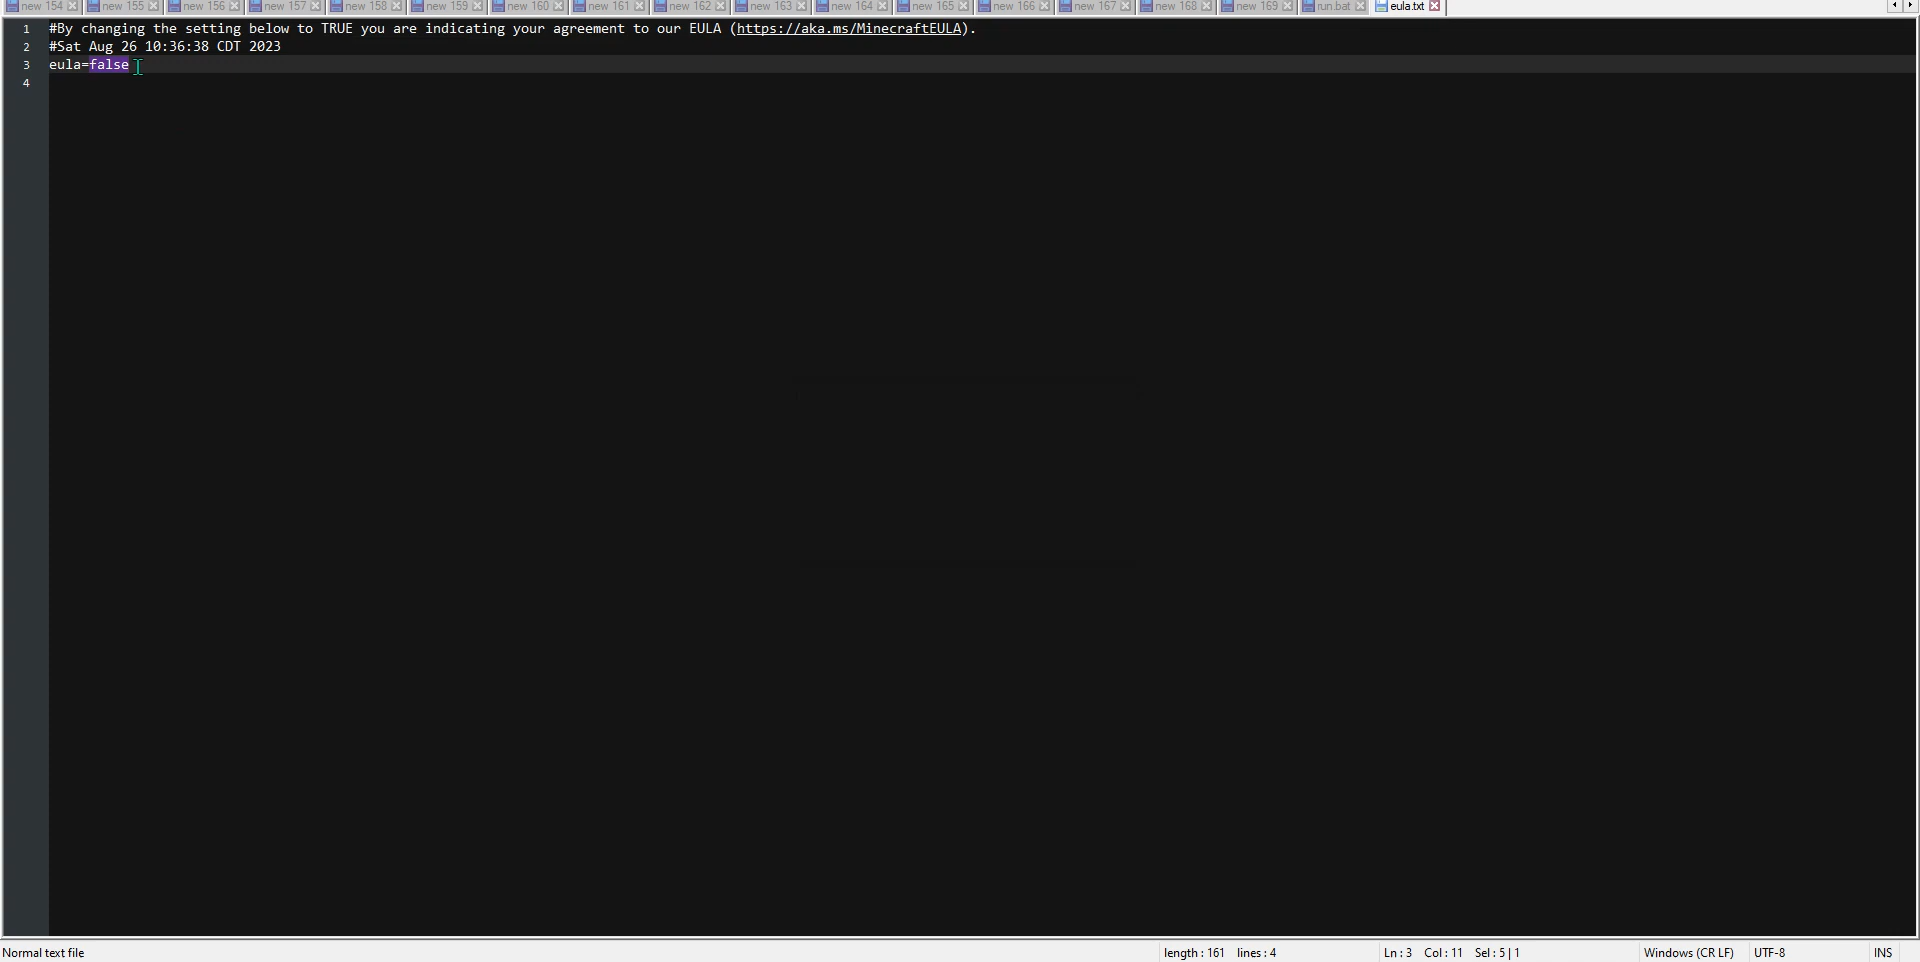 new 154 new 155 new 156 new 157 new 158 new 159 new 160 new 161 new 162 new 163 new 164 new 165 new 166 new 167 new 168 new 169 run.bat eula.txt
1 #By changing the setting below to TRUE you are indicating your agreement to our EULA (https://aka.ms/MinecraftEULA).
2 #Sat Aug 26 10:36:38 CDT 2023
3 eula=false
4
Normal text file length : 161 lines : 4 Ln : 3 Col : 11 Sel : 5 | 1 Windows (CR LF) UTF-8 INS